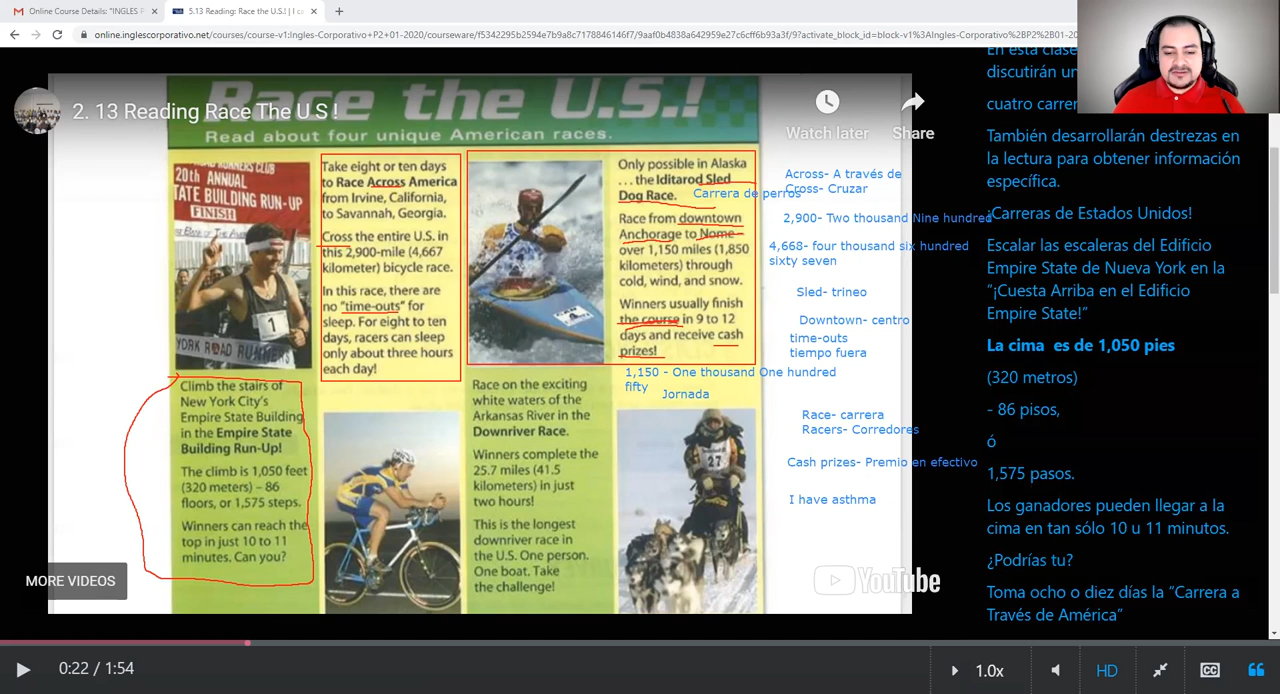 Online Course Details: "INGLES P
5.13 Reading: Race the U.S.! | I c
online.inglescorporativo.net/courses/course-v1:Ingles-Corporativo+P2+01-2020/courseware/f5342295b2594e7b9a8c7178846146f7/9aaf0b4838a642959e27c6cff6b93a3f/9?activate_block_id=block-v1%3AIngles-Corporativo%2BP2%2B01-20
2. 13 Reading Race The U S !
Watch later
Share
Race the U.S.!
Read about four unique American races.
ROAD RUNNERS CLUB
20th ANNUAL
TATE BUILDING RUN-UP
FINISH
1
YORK ROAD RUNNERS
Climb the stairs of
New York City's
Empire State Building
in the Empire State
Building Run-Up!
The climb is 1,050 feet
(320 meters) – 86
floors, or 1,575 steps.
Winners can reach the
top in just 10 to 11
minutes. Can you?
Take eight or ten days
to Race Across America
from Irvine, California,
to Savannah, Georgia.
Cross the entire U.S. in
this 2,900-mile (4,667
kilometer) bicycle race.
In this race, there are
no "time-outs" for
sleep. For eight to ten
days, racers can sleep
only about three hours
each day!
Race on the exciting
white waters of the
Arkansas River in the
Downriver Race.
Winners complete the
25.7 miles (41.5
kilometers) in just
two hours!
This is the longest
downriver race in
the U.S. One person.
One boat. Take
the challenge!
Only possible in Alaska
... the Iditarod Sled
Dog Race.
Race from downtown
Anchorage to Nome
over 1,150 miles (1,850
kilometers) through
cold, wind, and snow.
Winners usually finish
the course in 9 to 12
days and receive cash
prizes!
27
Across- A través de
Cross- Cruzar
Carrera de perros
2,900- Two thousand Nine hundred
4,668- four thousand six hundred
sixty seven
Sled- trineo
Downtown- centro
time-outs
tiempo fuera
1,150 - One thousand One hundred
fifty
Jornada
Race- carrera
Racers- Corredores
Cash prizes- Premio en efectivo
I have asthma
MORE VIDEOS
YouTube
En esta clase
discutirán un
cuatro carrer
También desarrollarán destrezas en
la lectura para obtener información
específica.
¡Carreras de Estados Unidos!
Escalar las escaleras del Edificio
Empire State de Nueva York en la
"¡Cuesta Arriba en el Edificio
Empire State!"
La cima es de 1,050 pies
(320 metros)
- 86 pisos,
ó
1,575 pasos.
Los ganadores pueden llegar a la
cima en tan sólo 10 u 11 minutos.
¿Podrías tu?
Toma ocho o diez días la "Carrera a
Través de América"
0:22 / 1:54
1.0x
HD
CC